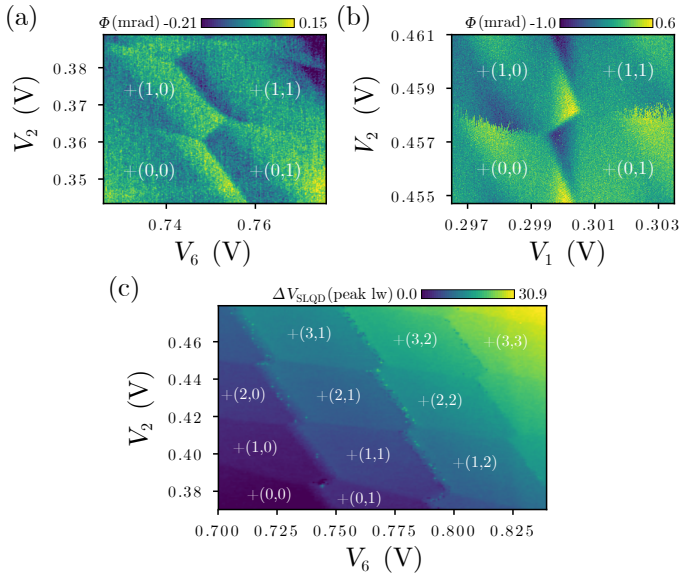 (a)
Φ(mrad) -0.21 0.15
V2 (V)
0.38
0.37
0.36
0.35
+(1,0) +(1,1)
+(0,0) +(0,1)
0.74 0.76
V6 (V)
(b)
Φ(mrad) -1.0 0.6
V2 (V)
0.461
0.459
0.457
0.455
+(1,0) +(1,1)
+(0,0) +(0,1)
0.297 0.299 0.301 0.303
V1 (V)
(c)
ΔVSLQD(peak lw) 0.0 30.9
V2 (V)
0.46
0.44
0.42
0.40
0.38
+(3,1) +(3,2) +(3,3)
+(2,0) +(2,1) +(2,2)
+(1,0) +(1,1) +(1,2)
+(0,0) +(0,1)
0.700 0.725 0.750 0.775 0.800 0.825
V6 (V)